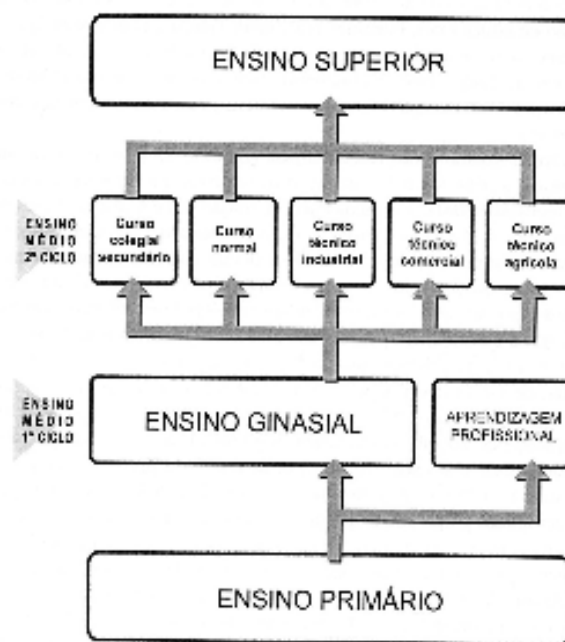 ENSINO SUPERIOR
ENSINO
MÉDIO
2º CICLO
Curso
colegial
secundário
Curso
normal
Curso
técnico
industrial
Curso
técnico
comercial
Curso
técnico
agrícola
ENSINO
MÉDIO
1º CICLO
ENSINO GINASIAL
APRENDIZAGEM
PROFISSIONAL
ENSINO PRIMÁRIO